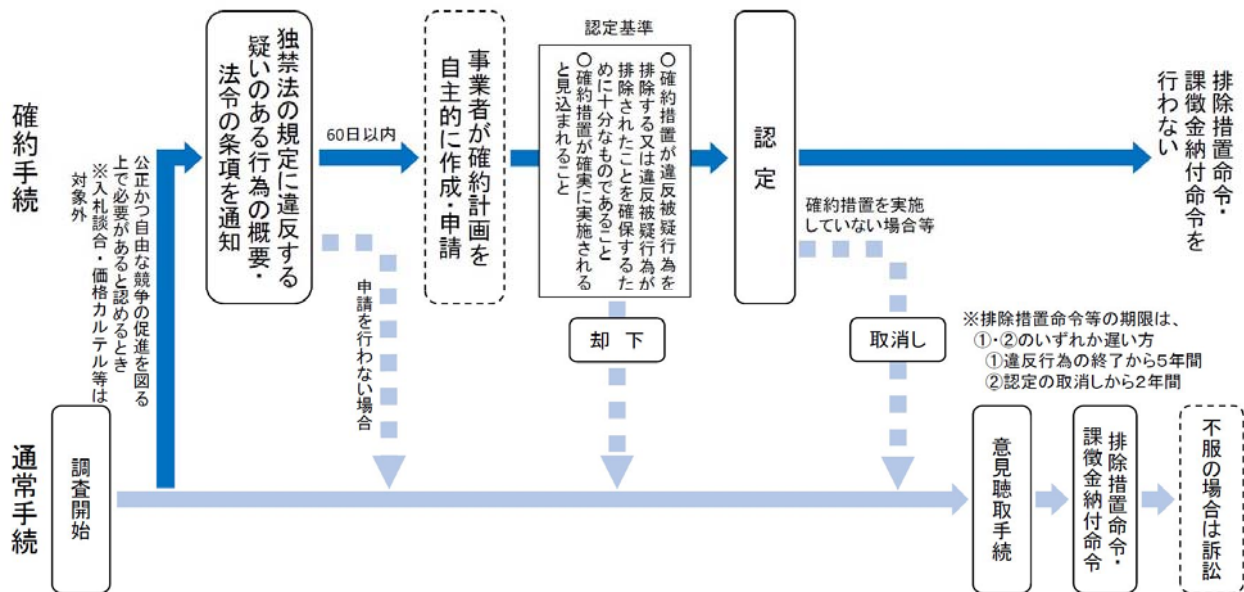 確約手続
公正かつ自由な競争の促進を図る
上で必要があると認めるとき
※入札談合・価格カルテル等は
対象外
独禁法の規定に違反する
疑いのある行為の概要・
法令の条項を通知
60日以内
事業者が確約計画を
自主的に作成・申請
認定基準
○確約措置が違反被疑行為を
排除する又は違反被疑行為が
排除されたことを確保するた
めに十分なものであること
○確約措置が確実に実施される
と見込まれること
認定
排除措置命令・
課徴金納付命令を
行わない
申請を行わない場合
却下
確約措置を実施
していない場合等
取消し
※排除措置命令等の期限は、
①・②のいずれか遅い方
①違反行為の終了から5年間
②認定の取消しから2年間
通常手続
調査開始
意見聴取手続
排除措置命令・
課徴金納付命令
不服の場合は訴訟